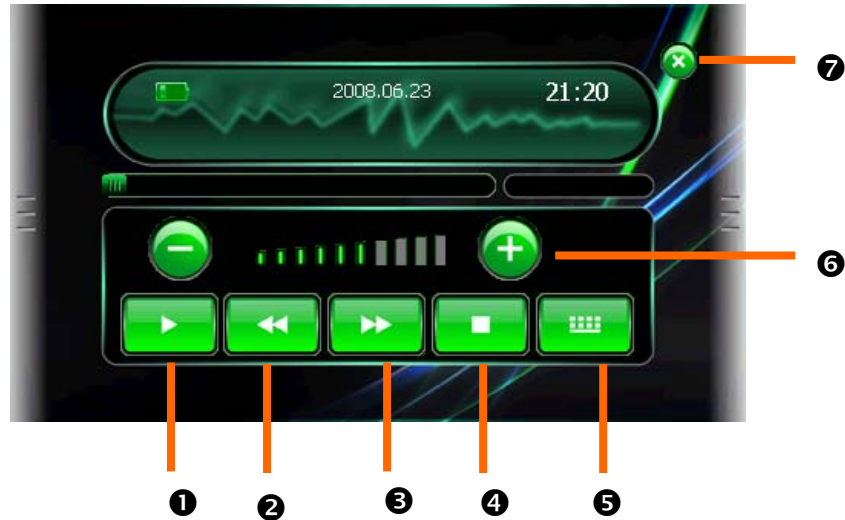 ❼
2008.06.23 21:20
❻
❶ ❷ ❸ ❹ ❺